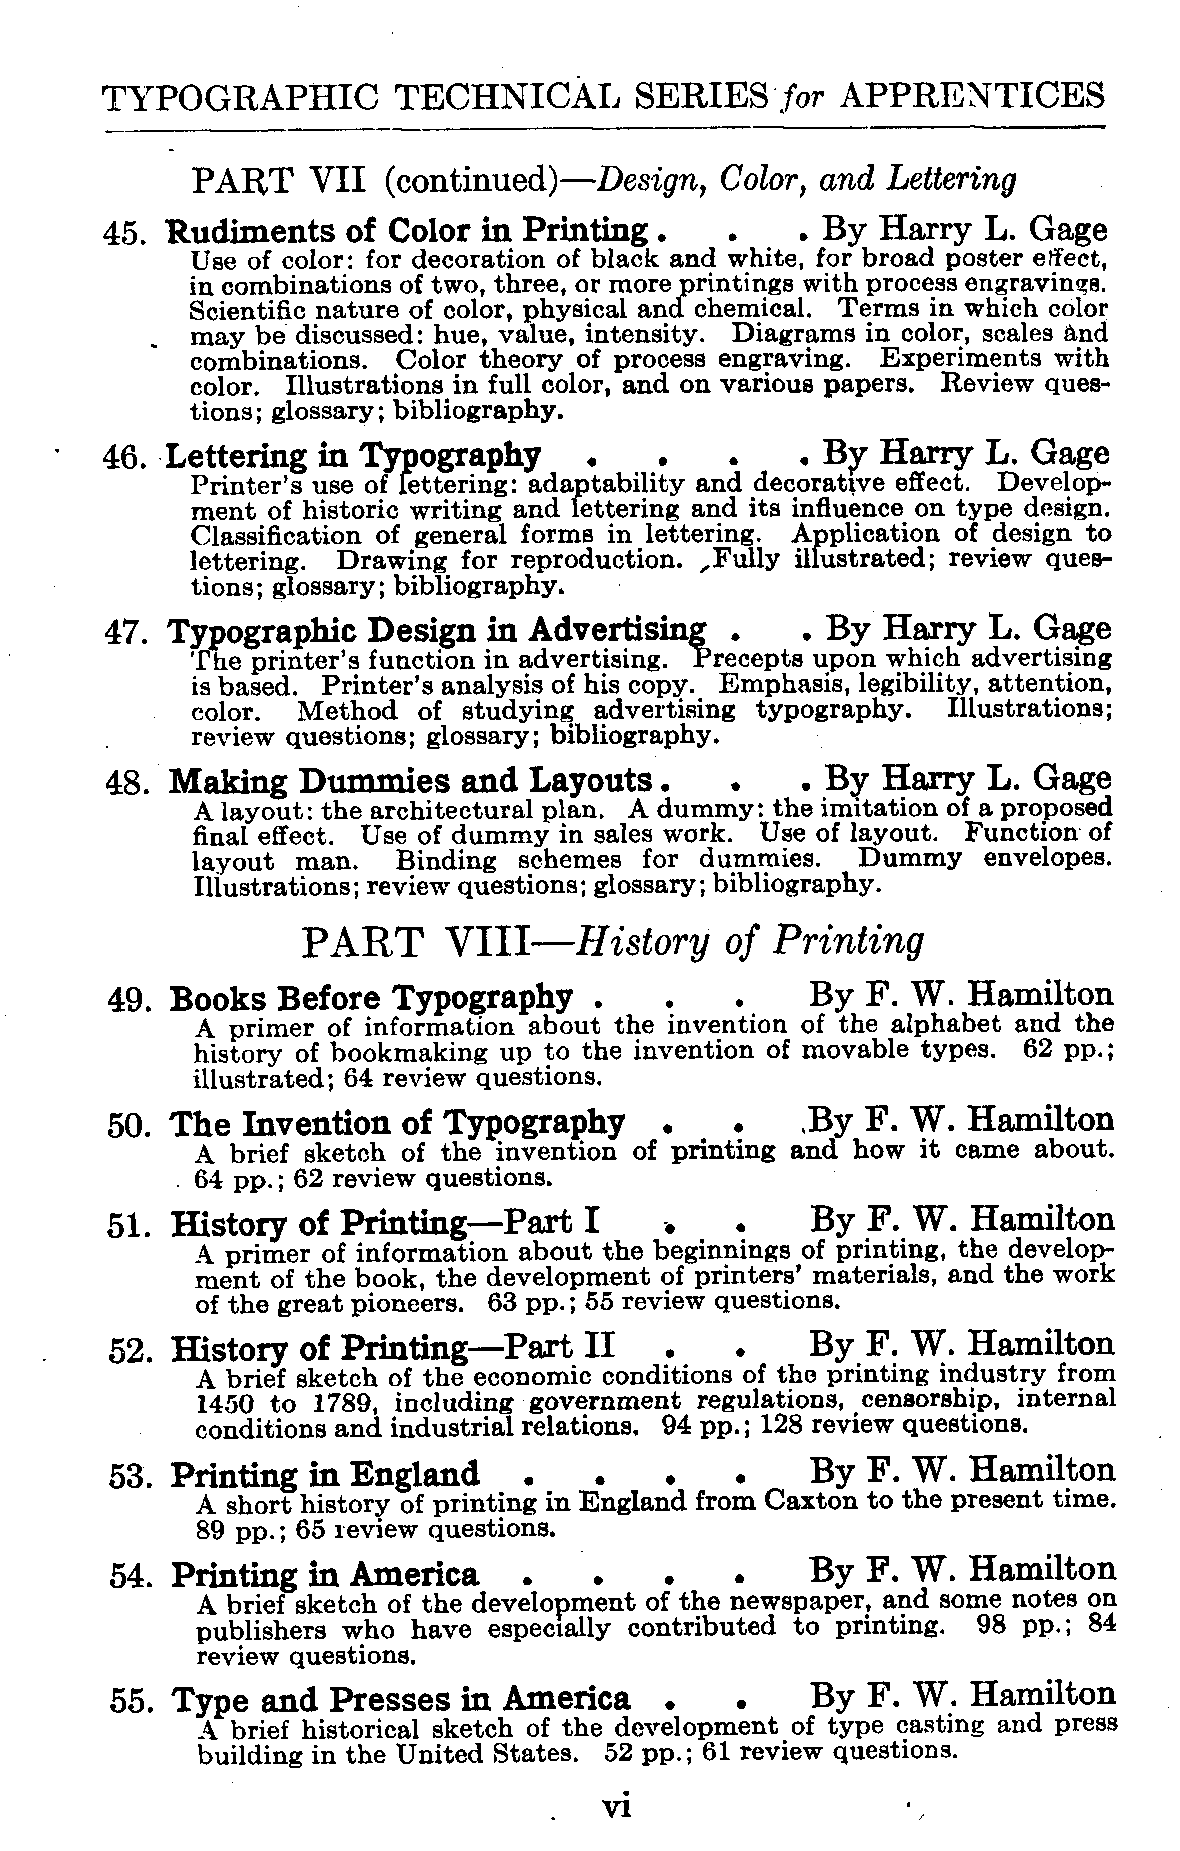 TYPOGRAPHIC TECHNICAL SERIES for APPRENTICES
PART VII (continued)—Design, Color, and Lettering
45. Rudiments of Color in Printing . . . By Harry L. Gage
Use of color: for decoration of black and white, for broad poster effect,
in combinations of two, three, or more printings with process engravings.
Scientific nature of color, physical and chemical. Terms in which color
may be discussed: hue, value, intensity. Diagrams in color, scales and
combinations. Color theory of process engraving. Experiments with
color. Illustrations in full color, and on various papers. Review ques-
tions; glossary; bibliography.
46. Lettering in Typography . . . . By Harry L. Gage
Printer's use of lettering: adaptability and decorative effect. Develop-
ment of historic writing and lettering and its influence on type design.
Classification of general forms in lettering. Application of design to
lettering. Drawing for reproduction. Fully illustrated; review ques-
tions; glossary; bibliography.
47. Typographic Design in Advertising . . By Harry L. Gage
The printer's function in advertising. Precepts upon which advertising
is based. Printer's analysis of his copy. Emphasis, legibility, attention,
color. Method of studying advertising typography. Illustrations;
review questions; glossary; bibliography.
48. Making Dummies and Layouts . . . By Harry L. Gage
A layout: the architectural plan. A dummy: the imitation of a proposed
final effect. Use of dummy in sales work. Use of layout. Function of
layout man. Binding schemes for dummies. Dummy envelopes.
Illustrations; review questions; glossary; bibliography.
PART VIII—History of Printing
49. Books Before Typography . . . By F. W. Hamilton
A primer of information about the invention of the alphabet and the
history of bookmaking up to the invention of movable types. 62 pp.;
illustrated; 64 review questions.
50. The Invention of Typography . . . By F. W. Hamilton
A brief sketch of the invention of printing and how it came about.
64 pp.; 62 review questions.
51. History of Printing—Part I . . By F. W. Hamilton
A primer of information about the beginnings of printing, the develop-
ment of the book, the development of printers' materials, and the work
of the great pioneers. 63 pp.; 55 review questions.
52. History of Printing—Part II . . By F. W. Hamilton
A brief sketch of the economic conditions of the printing industry from
1450 to 1789, including government regulations, censorship, internal
conditions and industrial relations. 94 pp.; 128 review questions.
53. Printing in England . . . . By F. W. Hamilton
A short history of printing in England from Caxton to the present time.
89 pp.; 65 review questions.
54. Printing in America . . . . By F. W. Hamilton
A brief sketch of the development of the newspaper, and some notes on
publishers who have especially contributed to printing. 98 pp.; 84
review questions.
55. Type and Presses in America . . By F. W. Hamilton
A brief historical sketch of the development of type casting and press
building in the United States. 52 pp.; 61 review questions.
vi